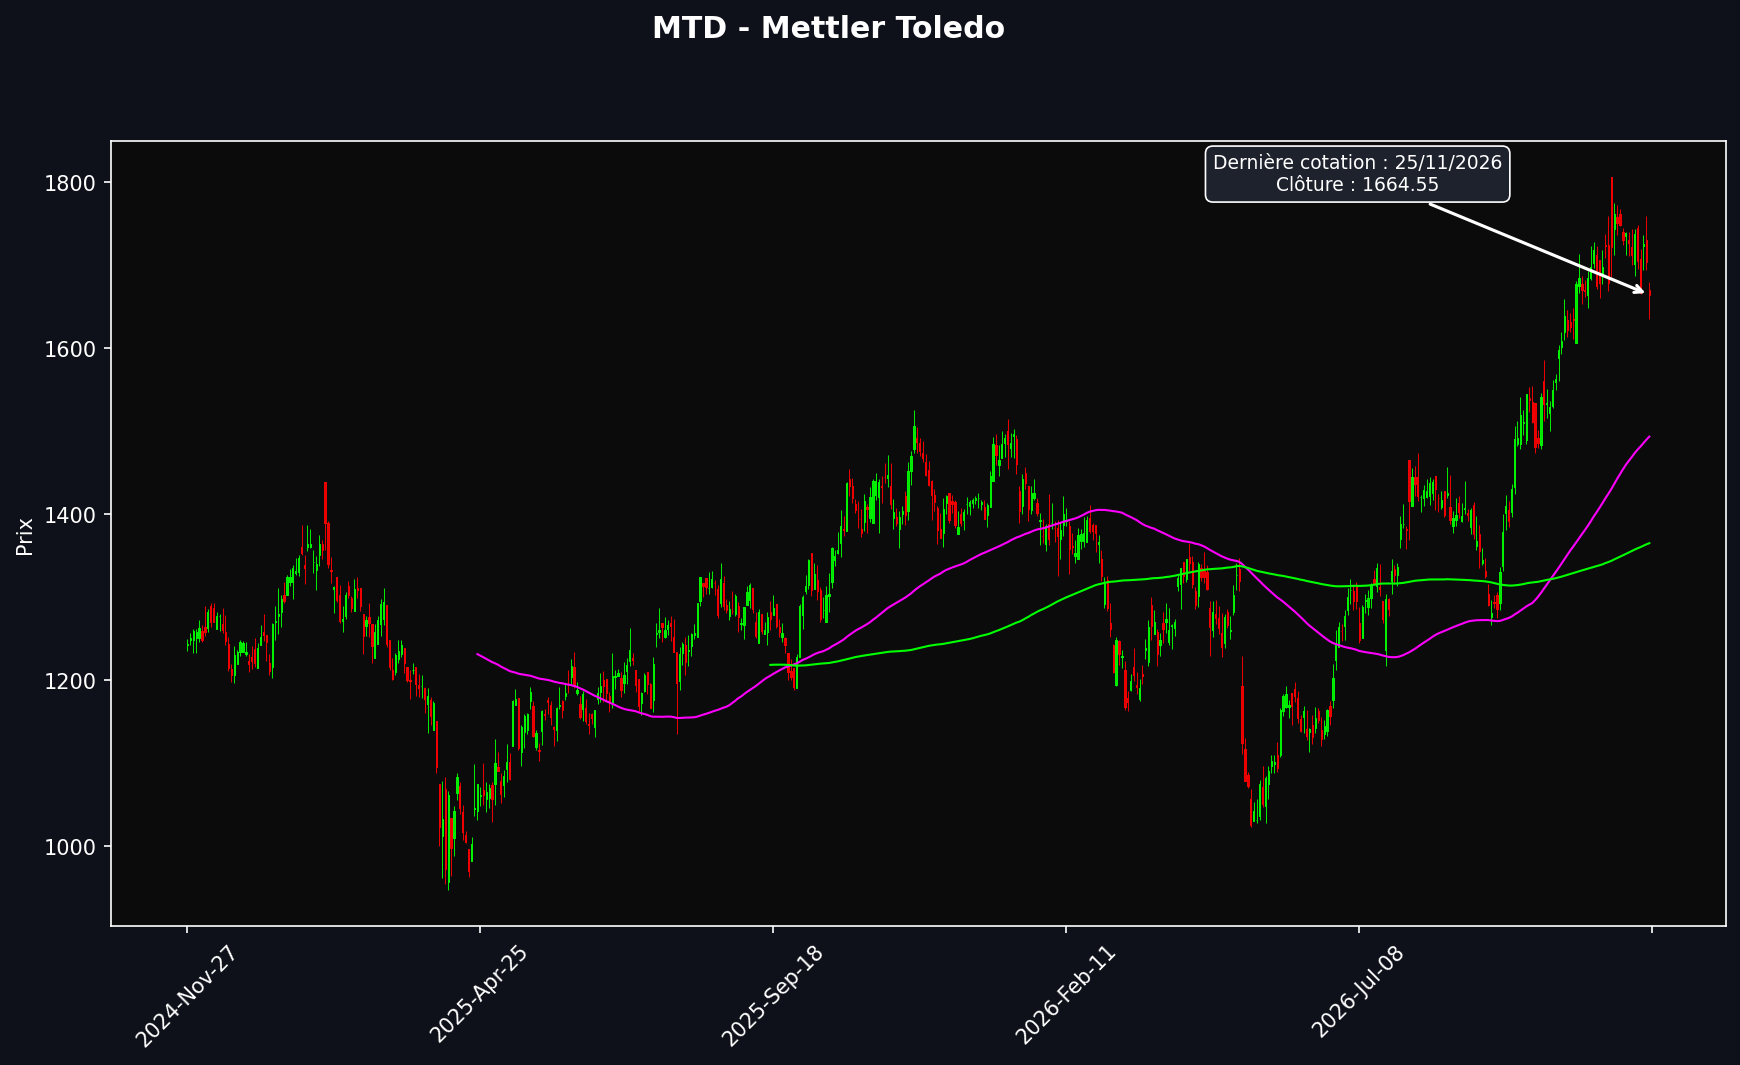 MTD - Mettler Toledo
Dernière cotation : 25/11/2026
Clôture : 1664.55
Prix
1800
1600
1400
1200
1000
2024-Nov-27
2025-Apr-25
2025-Sep-18
2026-Feb-11
2026-Jul-08